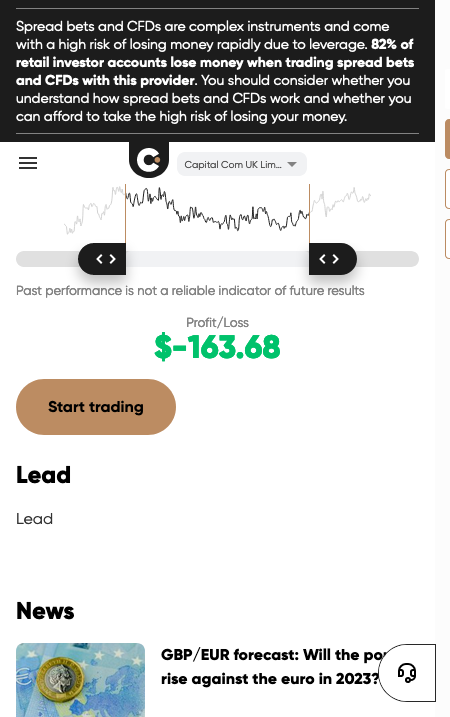 Spread bets and CFDs are complex instruments and come
with a high risk of losing money rapidly due to leverage. 82% of
retail investor accounts lose money when trading spread bets
and CFDs with this provider. You should consider whether you
understand how spread bets and CFDs work and whether you
can afford to take the high risk of losing your money.
Capital Com UK Lim...
Past performance is not a reliable indicator of future results
Profit/Loss
$-163.68
Start trading
Lead
Lead
News
GBP/EUR forecast: Will the
rise against the euro in 2023?